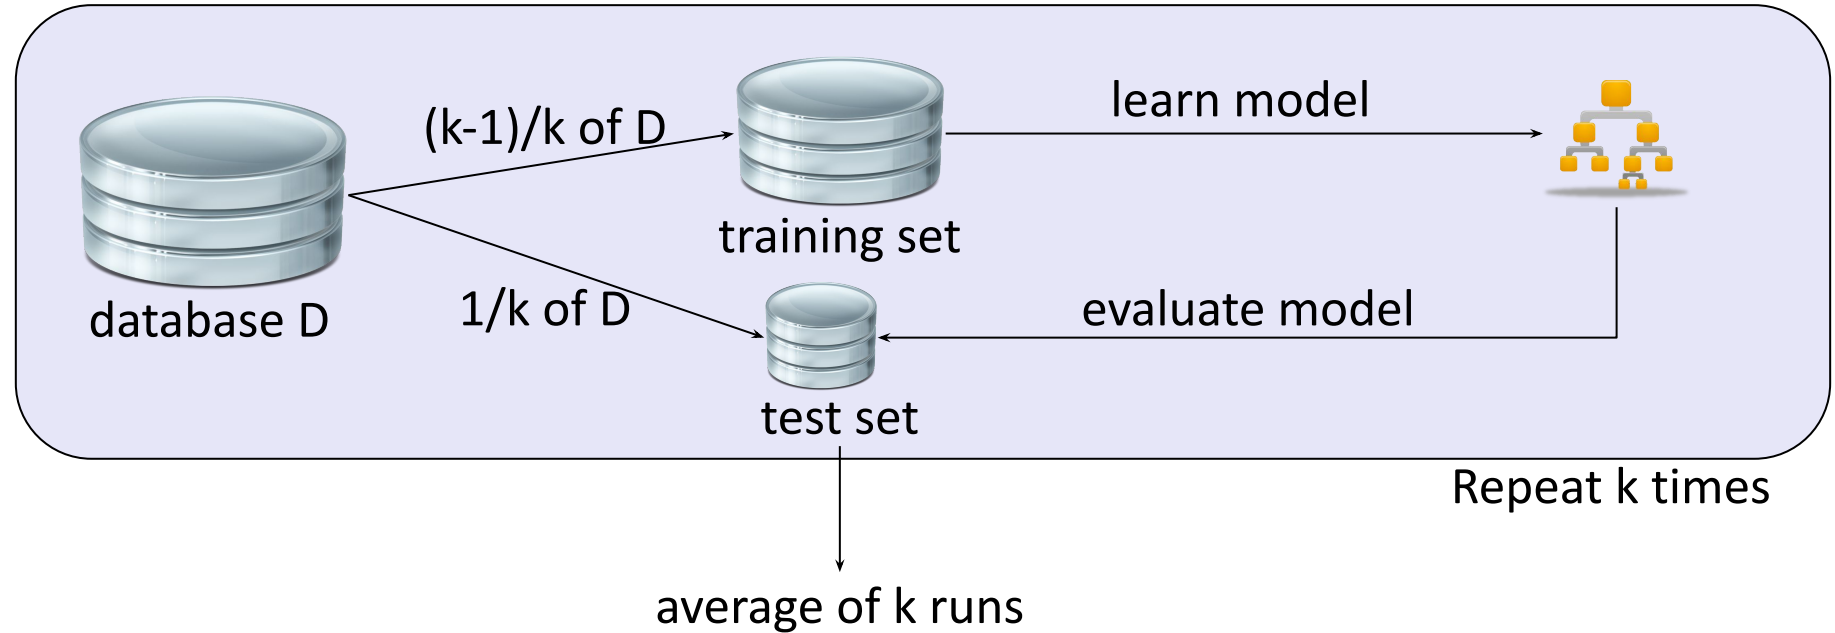 (k-1)/k of D
learn model
training set
database D
1/k of D
evaluate model
test set
Repeat k times
average of k runs